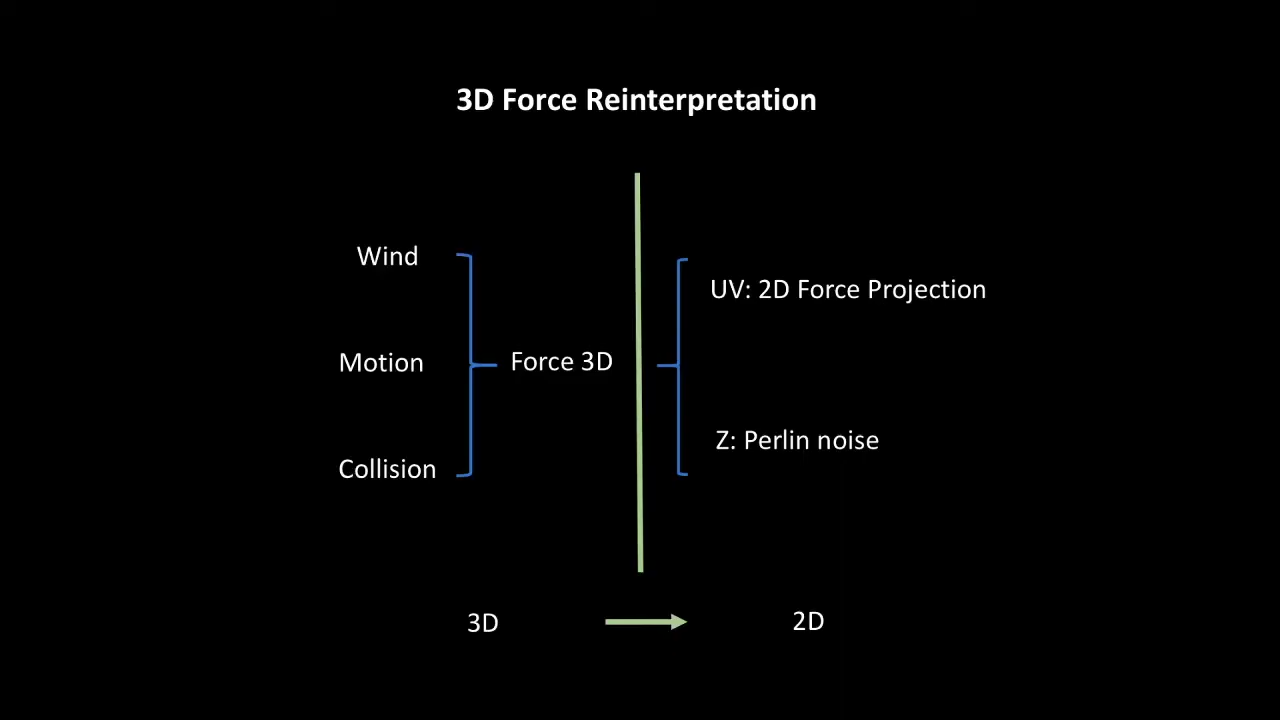 3D Force Reinterpretation
Wind
Motion
Collision
Force 3D
UV: 2D Force Projection
Z: Perlin noise
3D
2D